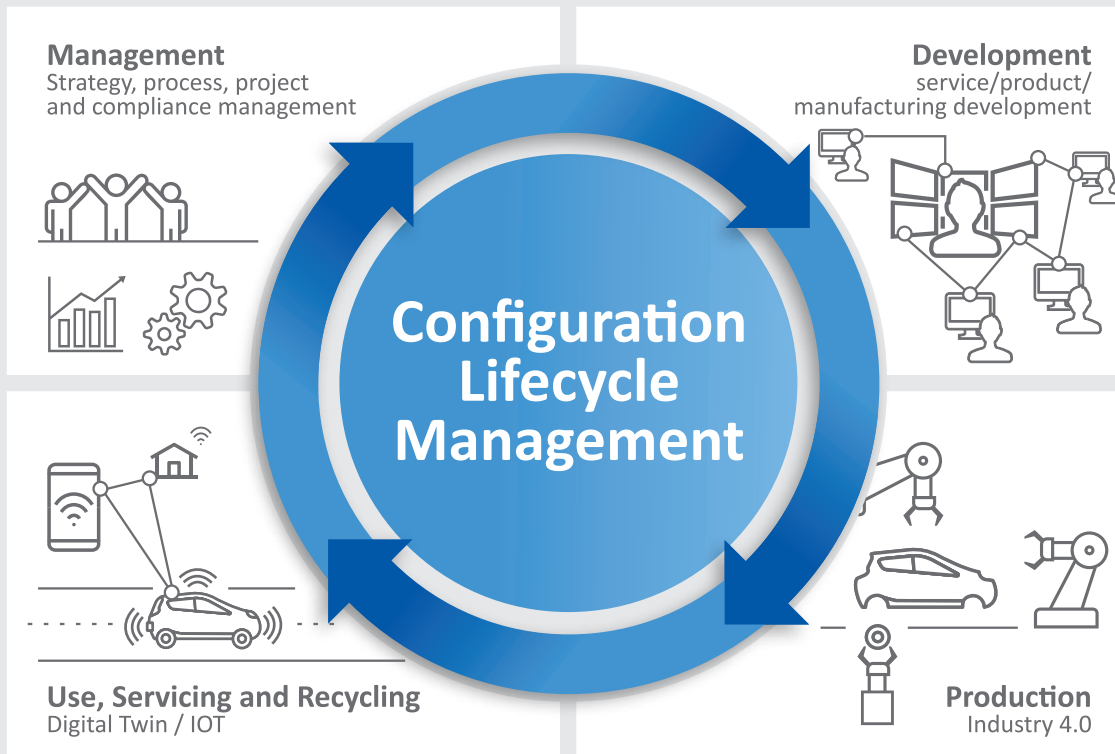 Management
Strategy, process, project
and compliance management
Development
service/product/
manufacturing development
Configuration
Lifecycle
Management
Use, Servicing and Recycling
Digital Twin / IOT
Production
Industry 4.0